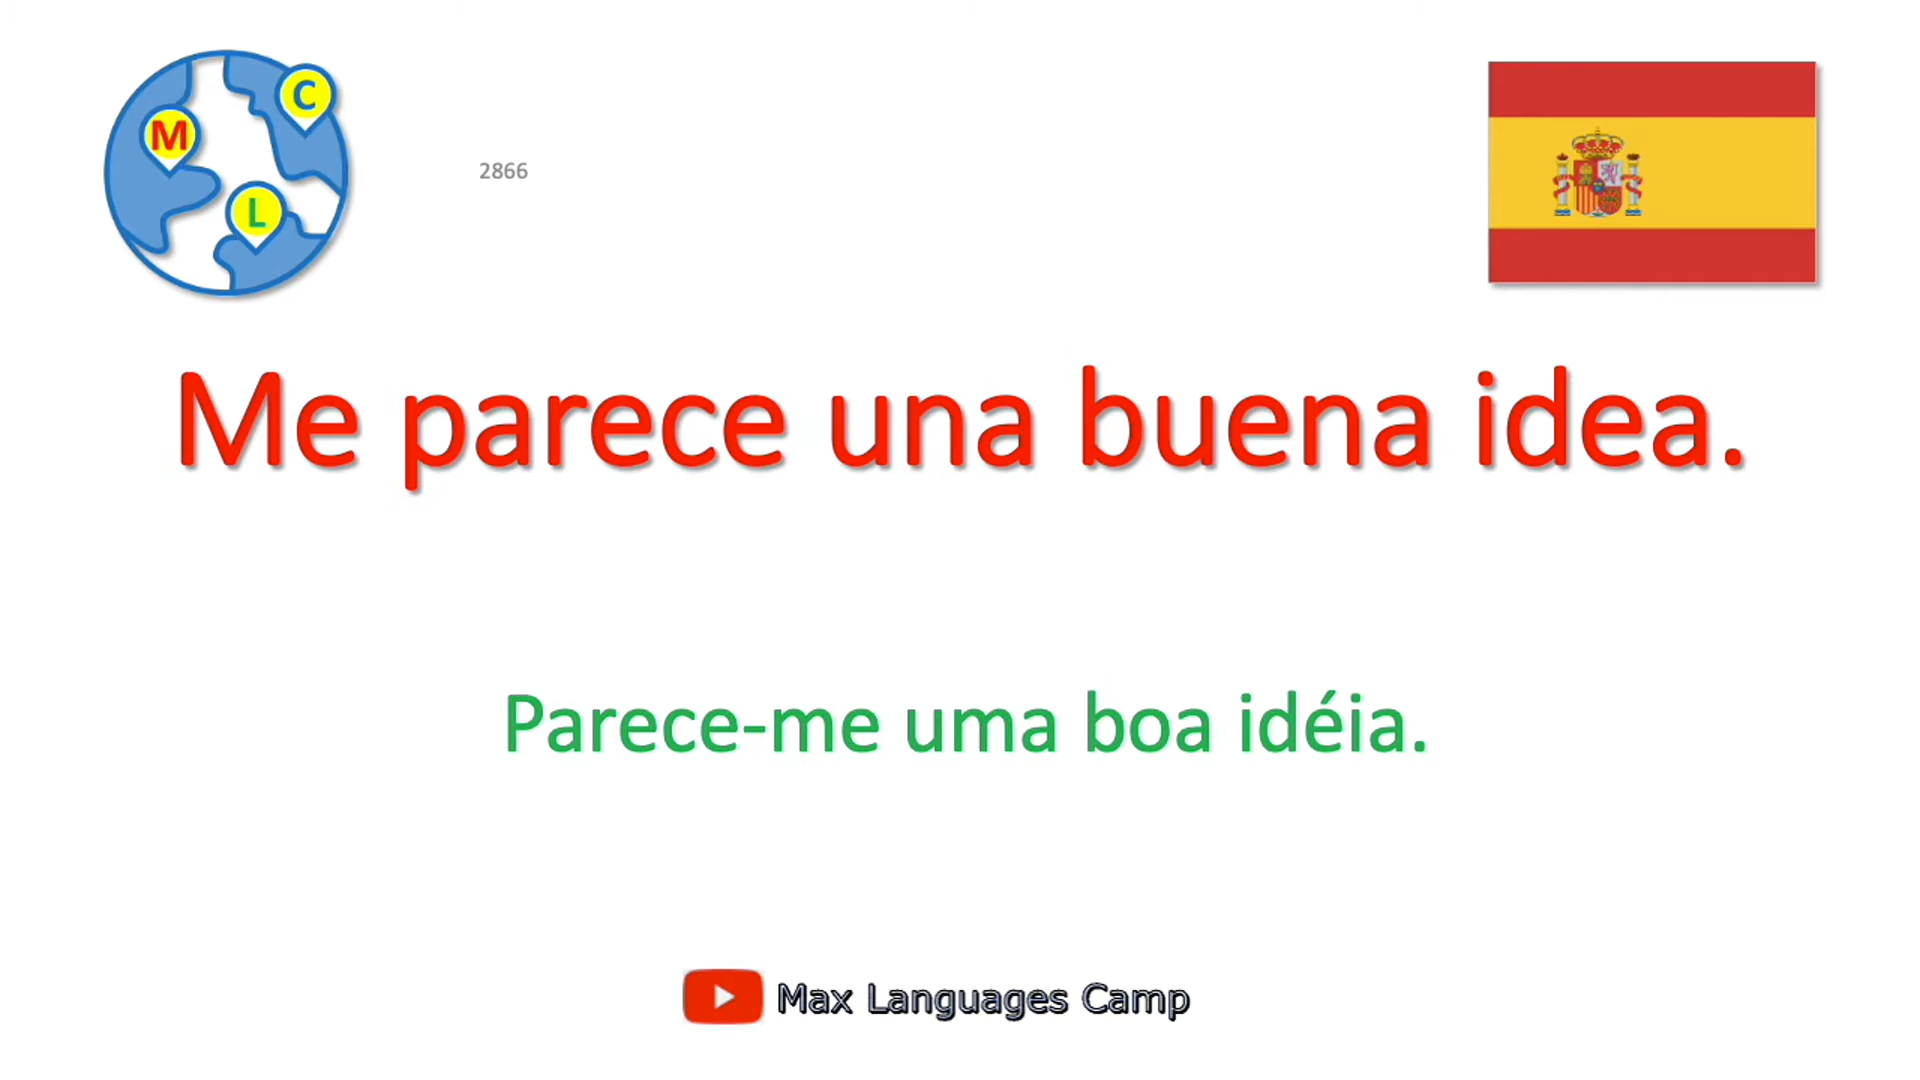 M
C
L
2866
Me parece una buena idea.
Parece-me uma boa idéia.
Max Languages Camp